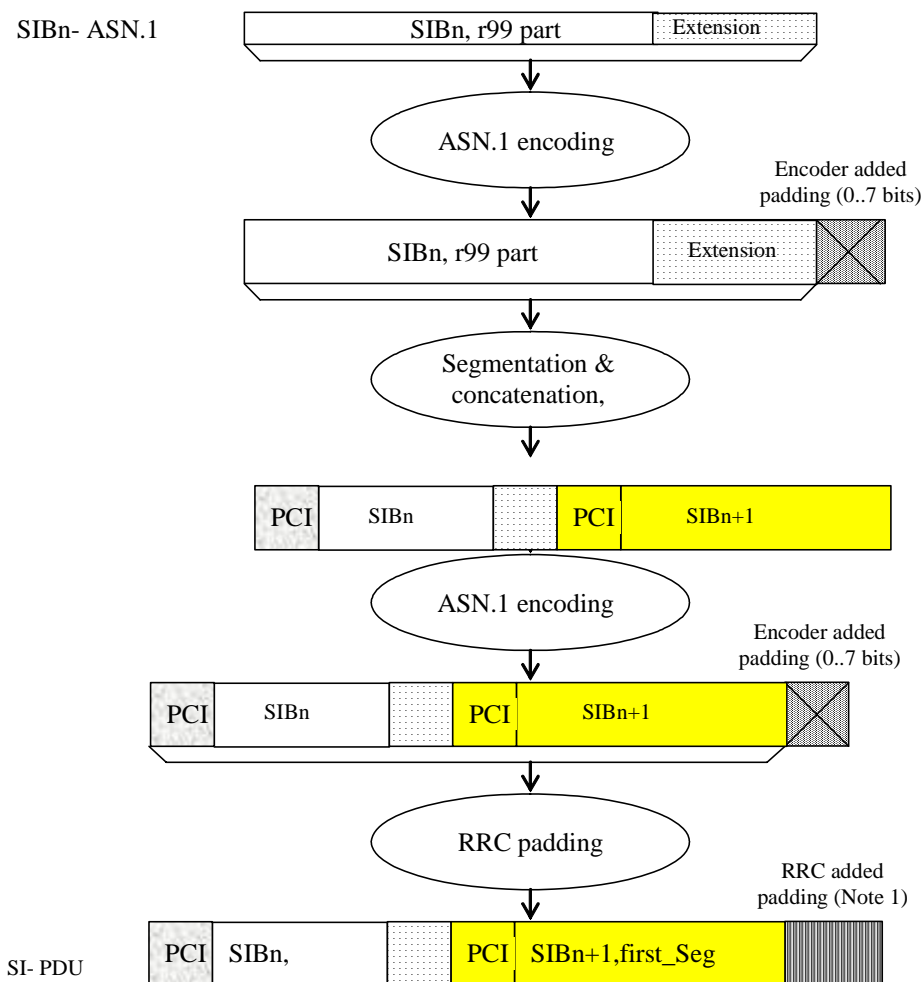 SIBn- ASN.1
SIBn, r99 part
Extension
ASN.1 encoding
Encoder added
padding (0..7 bits)
SIBn, r99 part
Extension
Segmentation &
concatenation,
PCI
SIBn
PCI
SIBn+1
ASN.1 encoding
Encoder added
padding (0..7 bits)
PCI
SIBn
PCI
SIBn+1
RRC padding
RRC added
padding (Note 1)
SI- PDU
PCI
SIBn,
PCI
SIBn+1,first_Seg